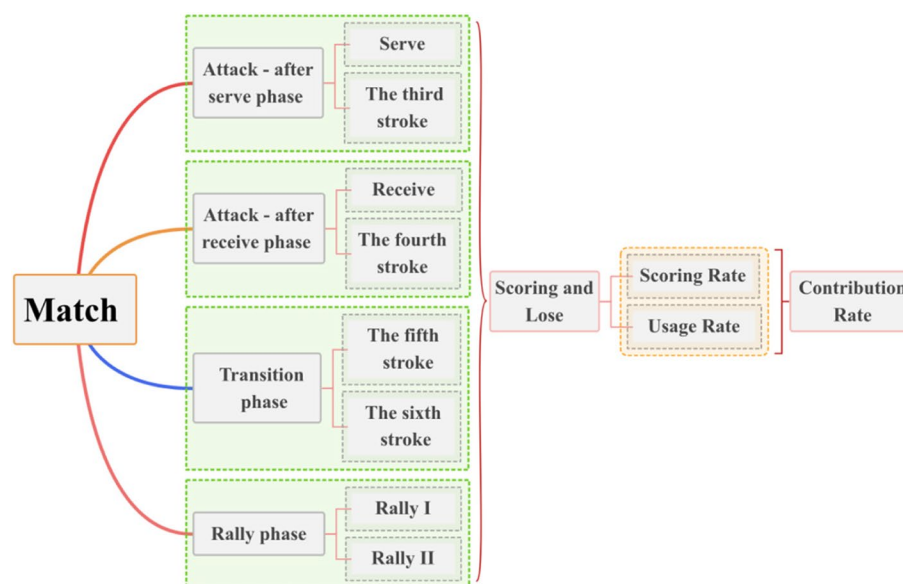 Match
Attack - after
serve phase
Serve
The third
stroke
Attack - after
receive phase
Receive
The fourth
stroke
Transition
phase
The fifth
stroke
The sixth
stroke
Rally phase
Rally I
Rally II
Scoring and
Lose
Scoring Rate
Usage Rate
Contribution
Rate